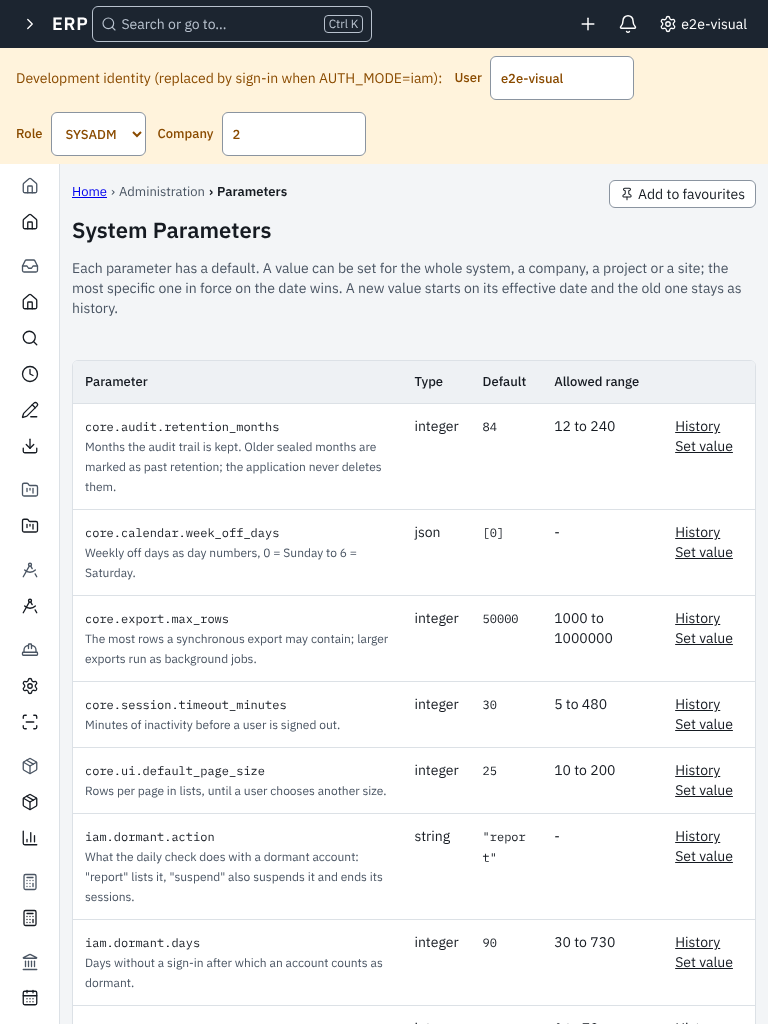 ERP
Search or go to...
Ctrl K
e2e-visual
Development identity (replaced by sign-in when AUTH_MODE=iam):
User
e2e-visual
Role
SYSADM
Company
2
Home › Administration › Parameters
Add to favourites
System Parameters
Each parameter has a default. A value can be set for the whole system, a company, a project or a site; the
most specific one in force on the date wins. A new value starts on its effective date and the old one stays as
history.
Parameter Type Default Allowed range
core.audit.retention_months integer 84 12 to 240 History
Months the audit trail is kept. Older sealed months are Set value
marked as past retention; the application never deletes
them.
core.calendar.week_off_days json [0] - History
Weekly off days as day numbers, 0 = Sunday to 6 = Set value
Saturday.
core.export.max_rows integer 50000 1000 to History
The most rows a synchronous export may contain; larger 1000000 Set value
exports run as background jobs.
core.session.timeout_minutes integer 30 5 to 480 History
Minutes of inactivity before a user is signed out. Set value
core.ui.default_page_size integer 25 10 to 200 History
Rows per page in lists, until a user chooses another size. Set value
iam.dormant.action string "repor - History
What the daily check does with a dormant account: t" Set value
"report" lists it, "suspend" also suspends it and ends its
sessions.
iam.dormant.days integer 90 30 to 730 History
Days without a sign-in after which an account counts as Set value
dormant.